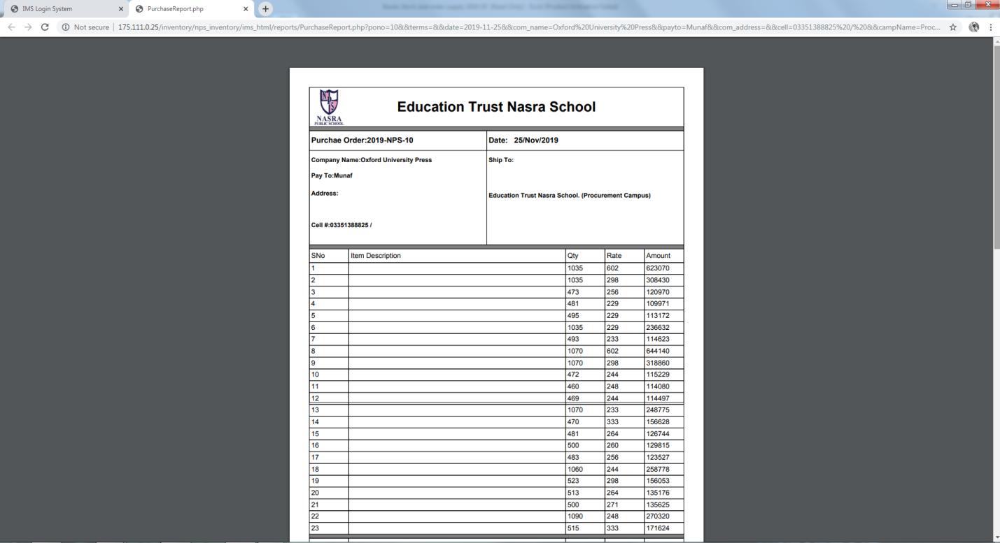 IMS Login System
PurchaseReport.php
Not secure | 175.111.0.25/inventory/nps_inventory/ims_html/reports/PurchaseReport.php?pono=10&&terms=&&date=2019-11-25&&com_name=Oxford%20University%20Press&&payto=Munaf&&com_address=&&cell=03351388825%20/%20&&campName=Proc...
NPS
NASRA
PUBLIC SCHOOL.
Education Trust Nasra School
Purchae Order:2019-NPS-10 Date: 25/Nov/2019
Company Name:Oxford University Press Ship To:
Pay To:Munaf
Address:
Education Trust Nasra School. (Procurement Campus)
Cell #:03351388825 /
SNo Item Description Qty Rate Amount
1 1035 602 623070
2 1035 298 308430
3 473 256 120970
4 481 229 109971
5 495 229 113172
6 1035 229 236632
7 493 233 114623
8 1070 602 644140
9 1070 298 318860
10 472 244 115229
11 460 248 114080
12 469 244 114497
13 1070 233 248775
14 470 333 156628
15 481 264 126744
16 500 260 129815
17 483 256 123527
18 1060 244 258778
19 523 298 156053
20 513 264 135176
21 500 271 135625
22 1090 248 270320
23 515 333 171624